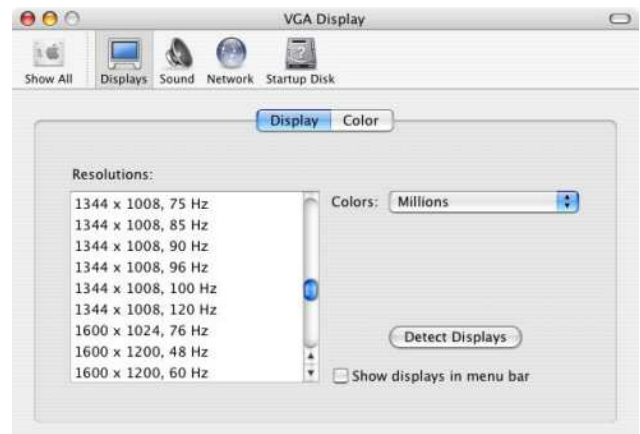 VGA Display
Show All Displays Sound Network Startup Disk
Display Color
Resolutions:
1344 x 1008, 75 Hz
1344 x 1008, 85 Hz
1344 x 1008, 90 Hz
1344 x 1008, 96 Hz
1344 x 1008, 100 Hz
1344 x 1008, 120 Hz
1600 x 1024, 76 Hz
1600 x 1200, 48 Hz
1600 x 1200, 60 Hz
Colors: Millions
Detect Displays
Show displays in menu bar